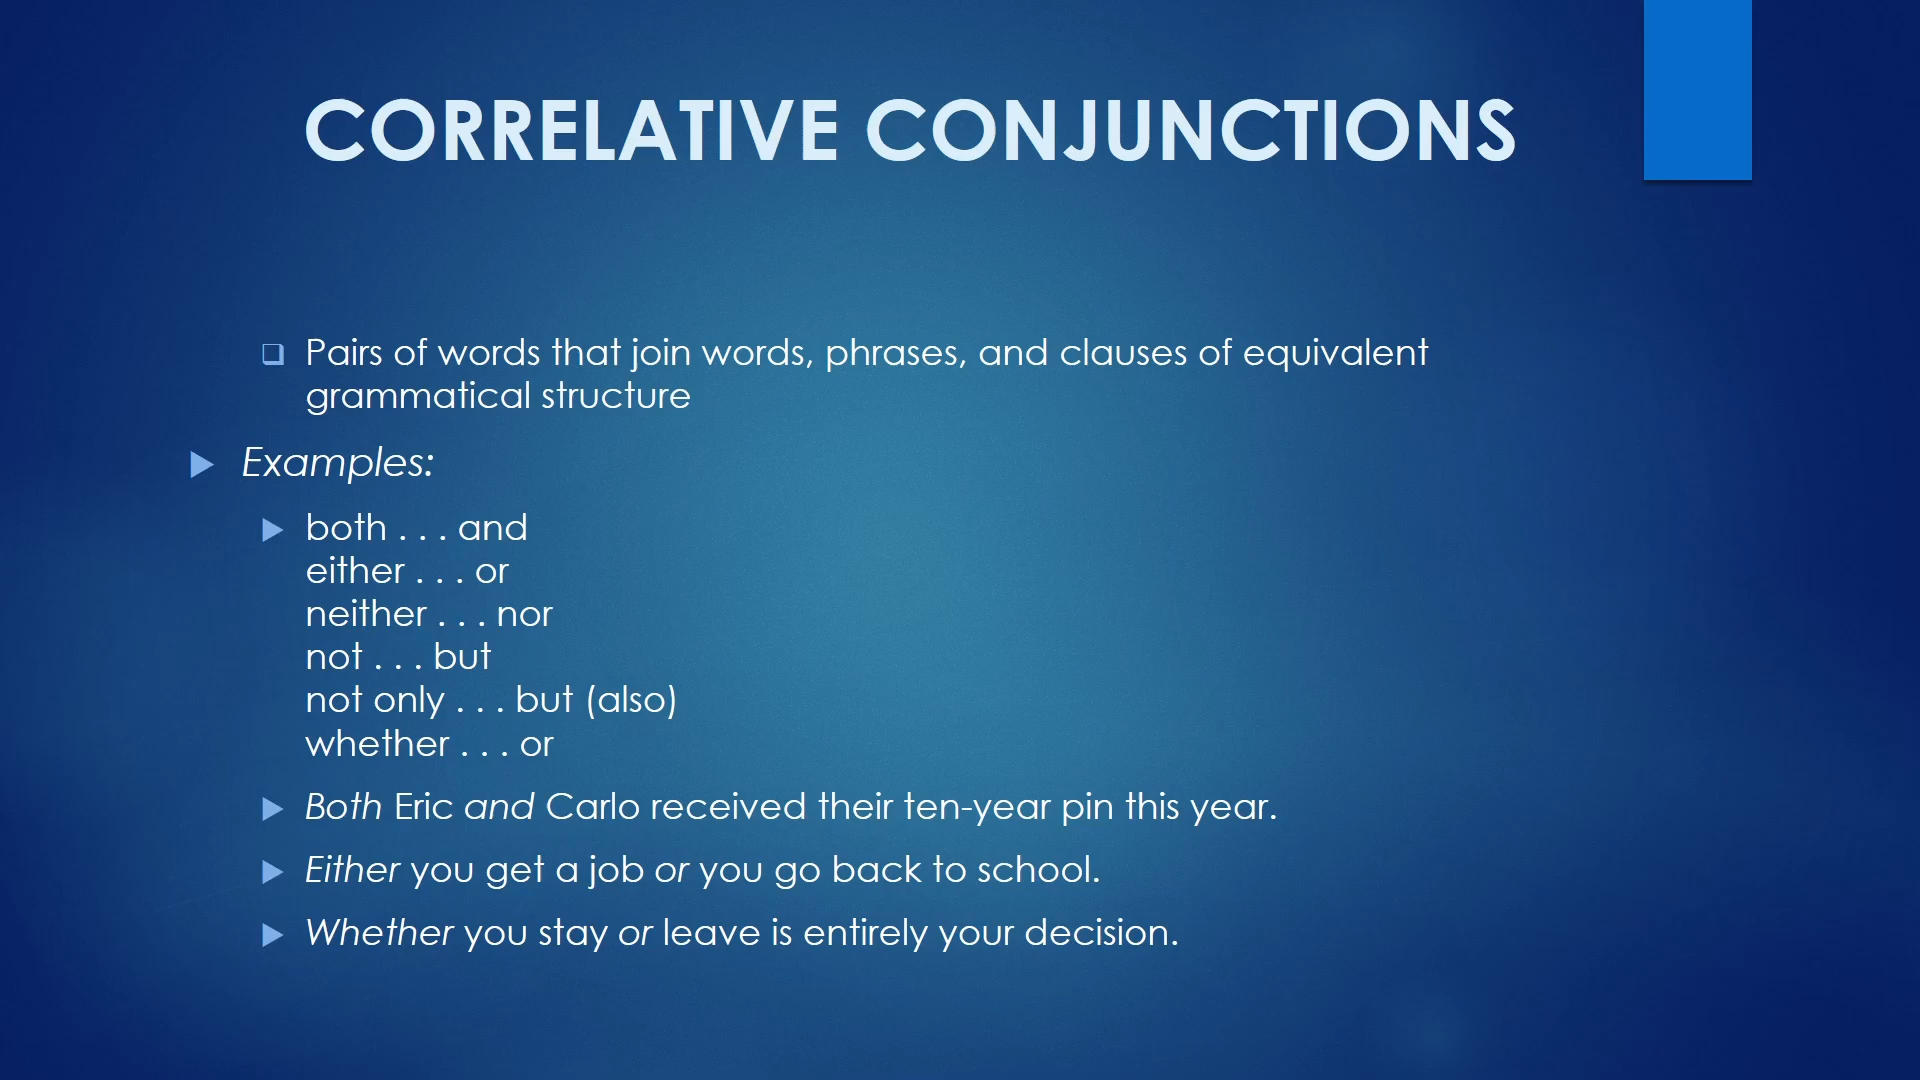 CORRELATIVE CONJUNCTIONS
Pairs of words that join words, phrases, and clauses of equivalent
grammatical structure
Examples:
both . . . and
either . . . or
neither . . . nor
not . . . but
not only . . . but (also)
whether . . . or
Both Eric and Carlo received their ten-year pin this year.
Either you get a job or you go back to school.
Whether you stay or leave is entirely your decision.